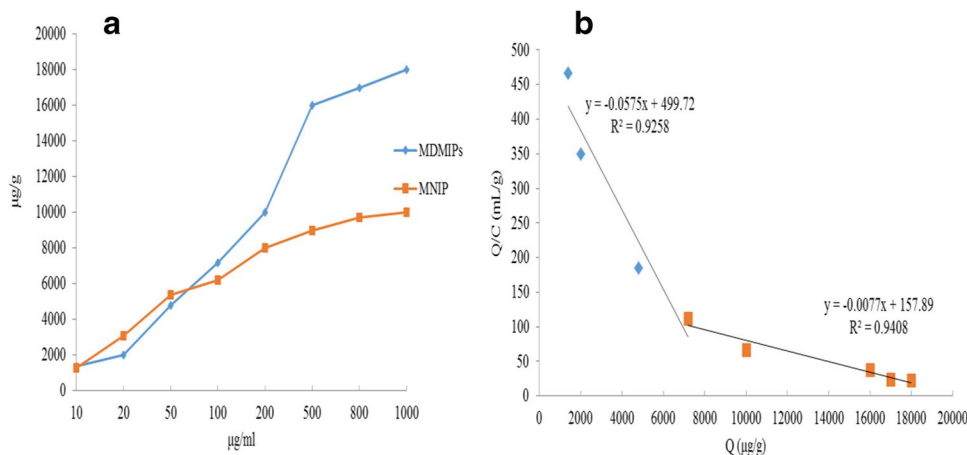 a
20000
18000
16000
14000
12000
10000
8000
6000
4000
2000
0
µg/g
10 20 50 100 200 500 800 1000
µg/ml
MDMIPs
MNIP
b
500
450
400
350
300
250
200
150
100
50
0
Q/C (mL/g)
y = -0.0575x + 499.72
R² = 0.9258
y = -0.0077x + 157.89
R² = 0.9408
0 2000 4000 6000 8000 10000 12000 14000 16000 18000 20000
Q (µg/g)